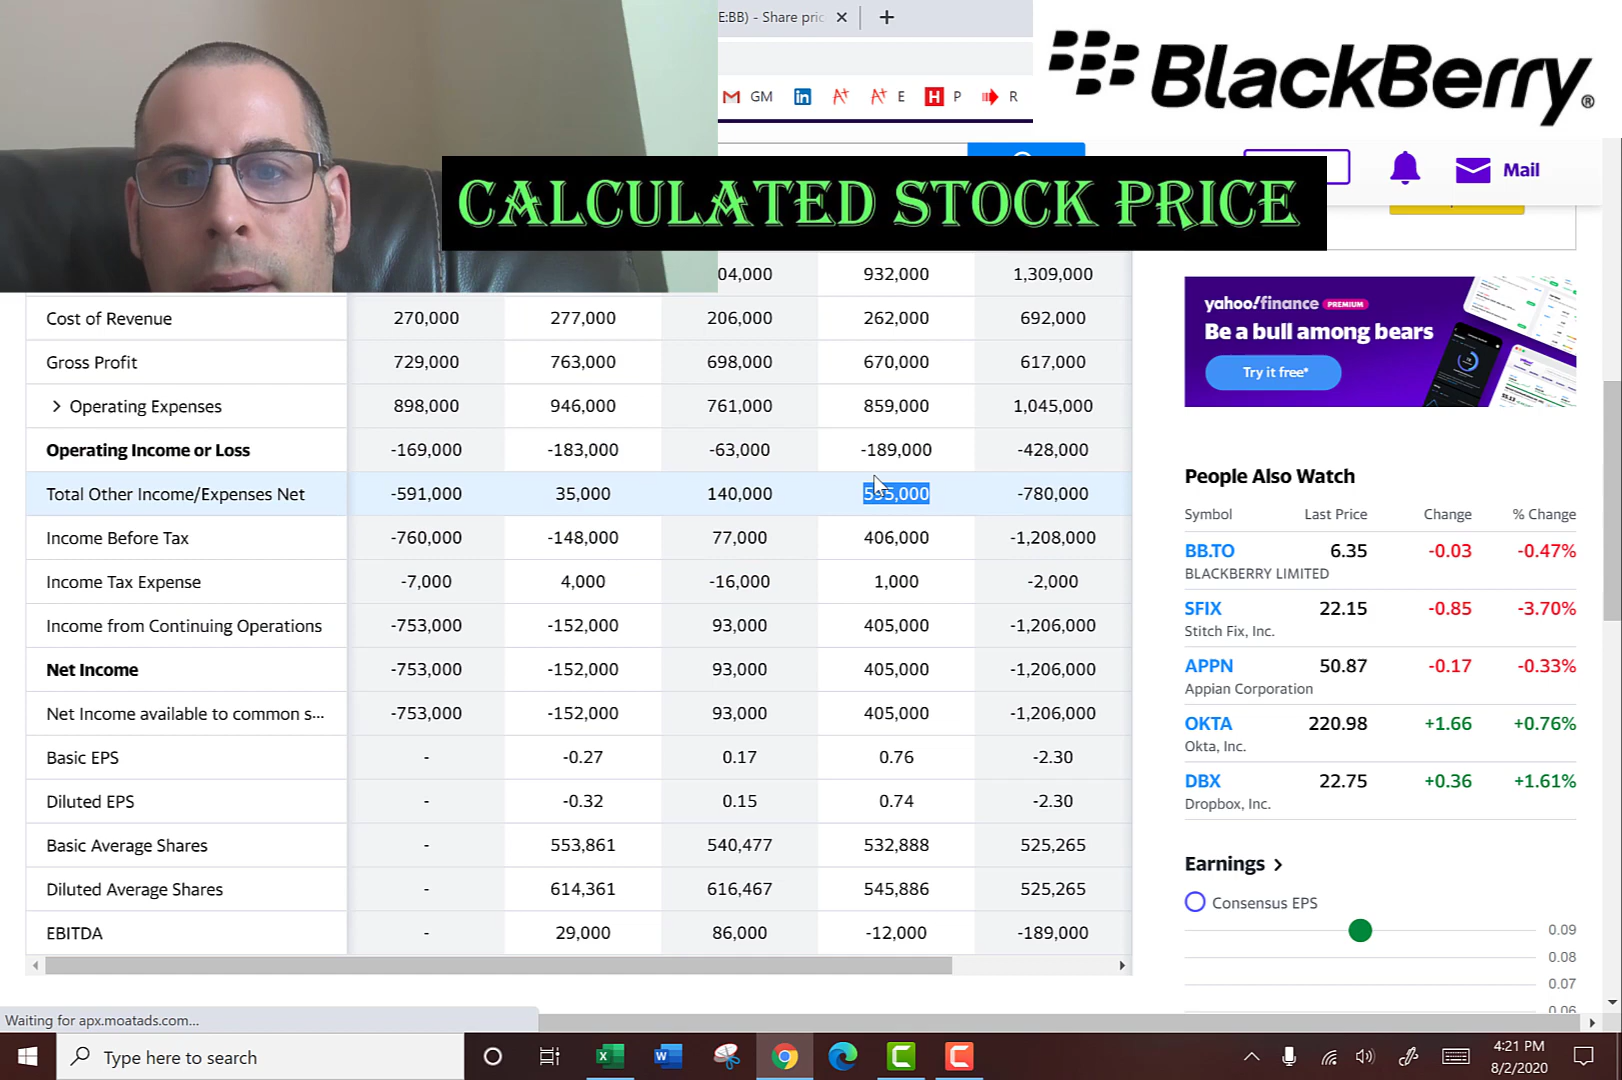 E:BB) - Share pric
GM
E
P
R
BlackBerry®
CALCULATED STOCK PRICE
Mail
04,000 932,000 1,309,000
Cost of Revenue 270,000 277,000 206,000 262,000 692,000
Gross Profit 729,000 763,000 698,000 670,000 617,000
Operating Expenses 898,000 946,000 761,000 859,000 1,045,000
Operating Income or Loss -169,000 -183,000 -63,000 -189,000 -428,000
Total Other Income/Expenses Net -591,000 35,000 140,000 595,000 -780,000
Income Before Tax -760,000 -148,000 77,000 406,000 -1,208,000
Income Tax Expense -7,000 4,000 -16,000 1,000 -2,000
Income from Continuing Operations -753,000 -152,000 93,000 405,000 -1,206,000
Net Income -753,000 -152,000 93,000 405,000 -1,206,000
Net Income available to common s... -753,000 -152,000 93,000 405,000 -1,206,000
Basic EPS - -0.27 0.17 0.76 -2.30
Diluted EPS - -0.32 0.15 0.74 -2.30
Basic Average Shares - 553,861 540,477 532,888 525,265
Diluted Average Shares - 614,361 616,467 545,886 525,265
EBITDA - 29,000 86,000 -12,000 -189,000
yahoo!finance PREMIUM
Be a bull among bears
Try it free*
People Also Watch
Symbol Last Price Change % Change
BB.TO 6.35 -0.03 -0.47%
BLACKBERRY LIMITED
SFIX 22.15 -0.85 -3.70%
Stitch Fix, Inc.
APPN 50.87 -0.17 -0.33%
Appian Corporation
OKTA 220.98 +1.66 +0.76%
Okta, Inc.
DBX 22.75 +0.36 +1.61%
Dropbox, Inc.
Earnings
Consensus EPS
0.09
0.08
0.07
0.06
Waiting for apx.moatads.com...
Type here to search
4:21 PM
8/2/2020